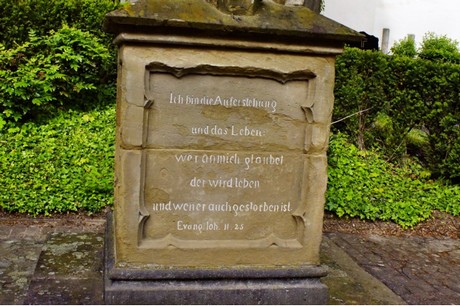 Ich bin die Auferstehung
und das Leben
wer an mich glaubet
der wird leben
und wen er auch gestorben ist
Evang. Joh. 11. 25